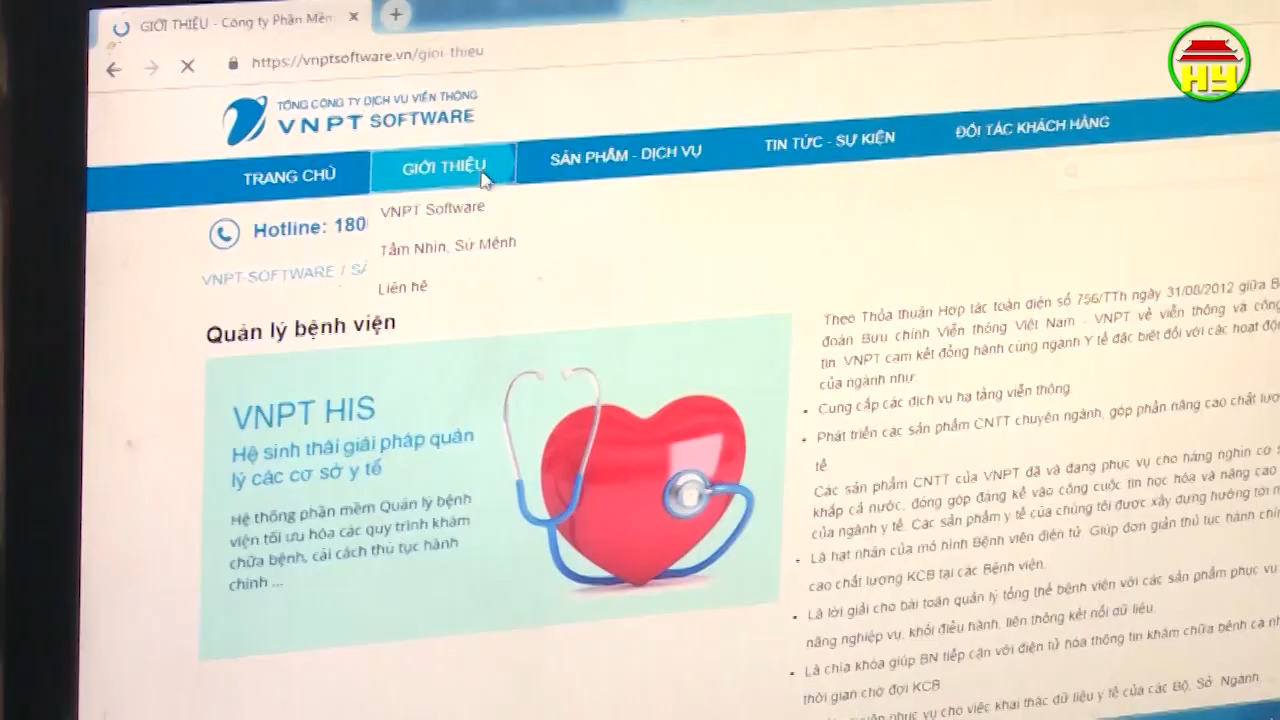 GIỚI THIỆU - Công ty Phần Mềm
https://vnptsoftware.vn/gioi-thieu
HY
TỔNG CÔNG TY DỊCH VỤ VIỄN THÔNG
VNPT SOFTWARE
TRANG CHỦ
GIỚI THIỆU
SẢN PHẨM - DỊCH VỤ
TIN TỨC - SỰ KIỆN
ĐỐI TÁC KHÁCH HÀNG
VNPT Software
Tầm Nhìn, Sứ Mệnh
Liên hệ
Hotline: 180
VNPT-SOFTWARE /
Quản lý bệnh viện
VNPT HIS
Hệ sinh thái giải pháp quản
lý các cơ sở y tế
Hệ thống phần mềm Quản lý bệnh
viện tối ưu hóa các quy trình khám
chữa bệnh, cải cách thủ tục hành
chính ...
Theo Thỏa thuận Hợp tác toàn diện số 756/TTh ngày 31/08/2012 giữa
đoàn Bưu chính Viễn thông Việt Nam . VNPT về viễn thông và công
tin. VNPT cam kết đồng hành cùng ngành Y tế đặc biệt đối với các hoạt
của ngành như:
• Cung cấp các dịch vụ hạ tầng viễn thông
• Phát triển các sản phẩm CNTT chuyên ngành, góp phần nâng cao chất
tế
Các sản phẩm CNTT của VNPT đã và đang phục vụ cho hàng nghìn cơ
khắp cả nước, đóng góp đáng kể vào công cuộc tin học hóa và nâng cao
của ngành y tế. Các sản phẩm y tế của chúng tôi được xây dựng hướng tới
• Là hạt nhân của mô hình Bệnh viện điện tử. Giúp đơn giản thủ tục hành
cao chất lượng KCB tại các Bệnh viện.
• Là lời giải cho bài toán quản lý tổng thể bệnh viện với các sản phẩm phục vụ
năng nghiệp vụ, khối điều hành, liên thông kết nối dữ liệu.
• Là chìa khóa giúp BN tiếp cận với điện tử hóa thông tin khám chữa bệnh
thời gian chờ đợi KCB
phục vụ cho việc khai thác dữ liệu y tế của các Bộ, Sở, Ngành,